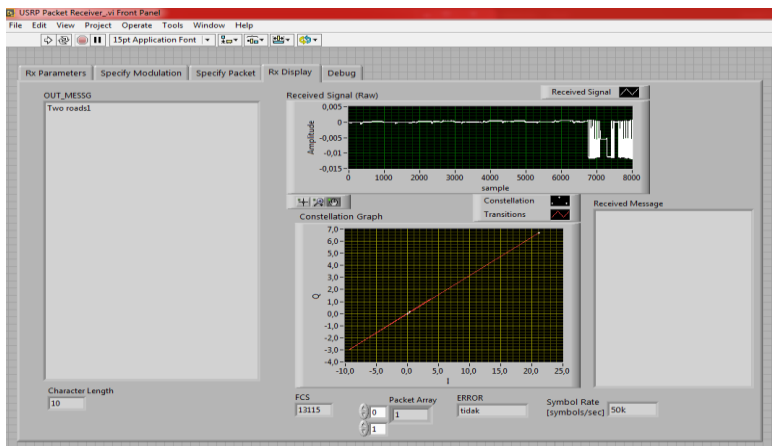 USRP Packet Receiver_.vi Front Panel
File Edit View Project Operate Tools Window Help
15pt Application Font
Rx Parameters Specify Modulation Specify Packet Rx Display Debug
OUT_MESSG
Two roads1
Character Length
10
Received Signal (Raw)
Received Signal
Amplitude
0,005
0
-0,005
-0,01
-0,015
0 1000 2000 3000 4000 5000 6000 7000 8000
sample
Constellation
Transitions
Constellation Graph
Q
7,0
6,0
5,0
4,0
3,0
2,0
1,0
0,0
-1,0
-2,0
-3,0
-4,0
-10,0 -5,0 0,0 5,0 10,0 15,0 20,0 25,0
I
Received Message
FCS
13115
0
1
Packet Array
1
ERROR
tidak
Symbol Rate
[symbols/sec]
50k